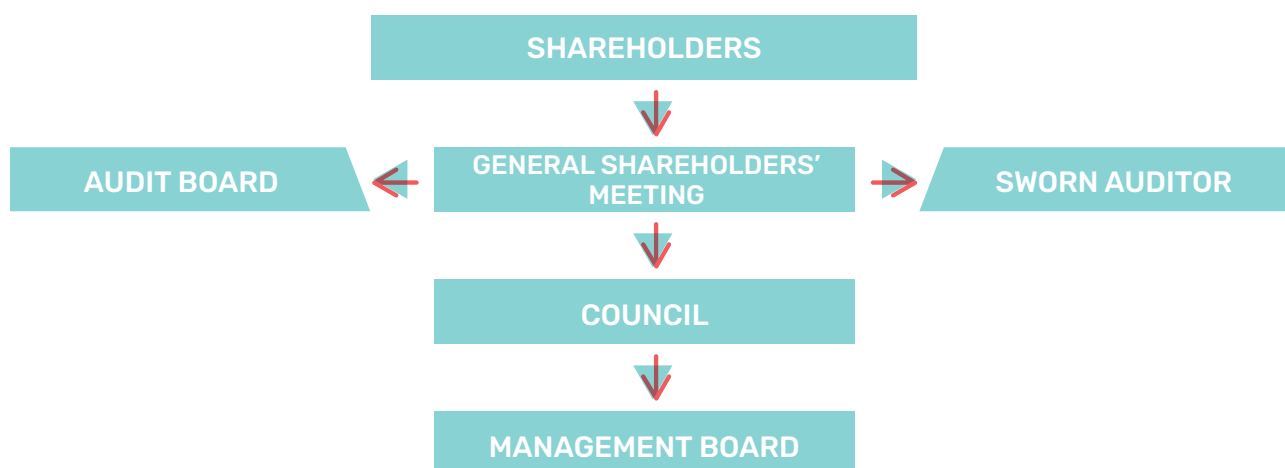 SHAREHOLDERS
AUDIT BOARD
GENERAL SHAREHOLDERS’
MEETING
SWORN AUDITOR
COUNCIL
MANAGEMENT BOARD